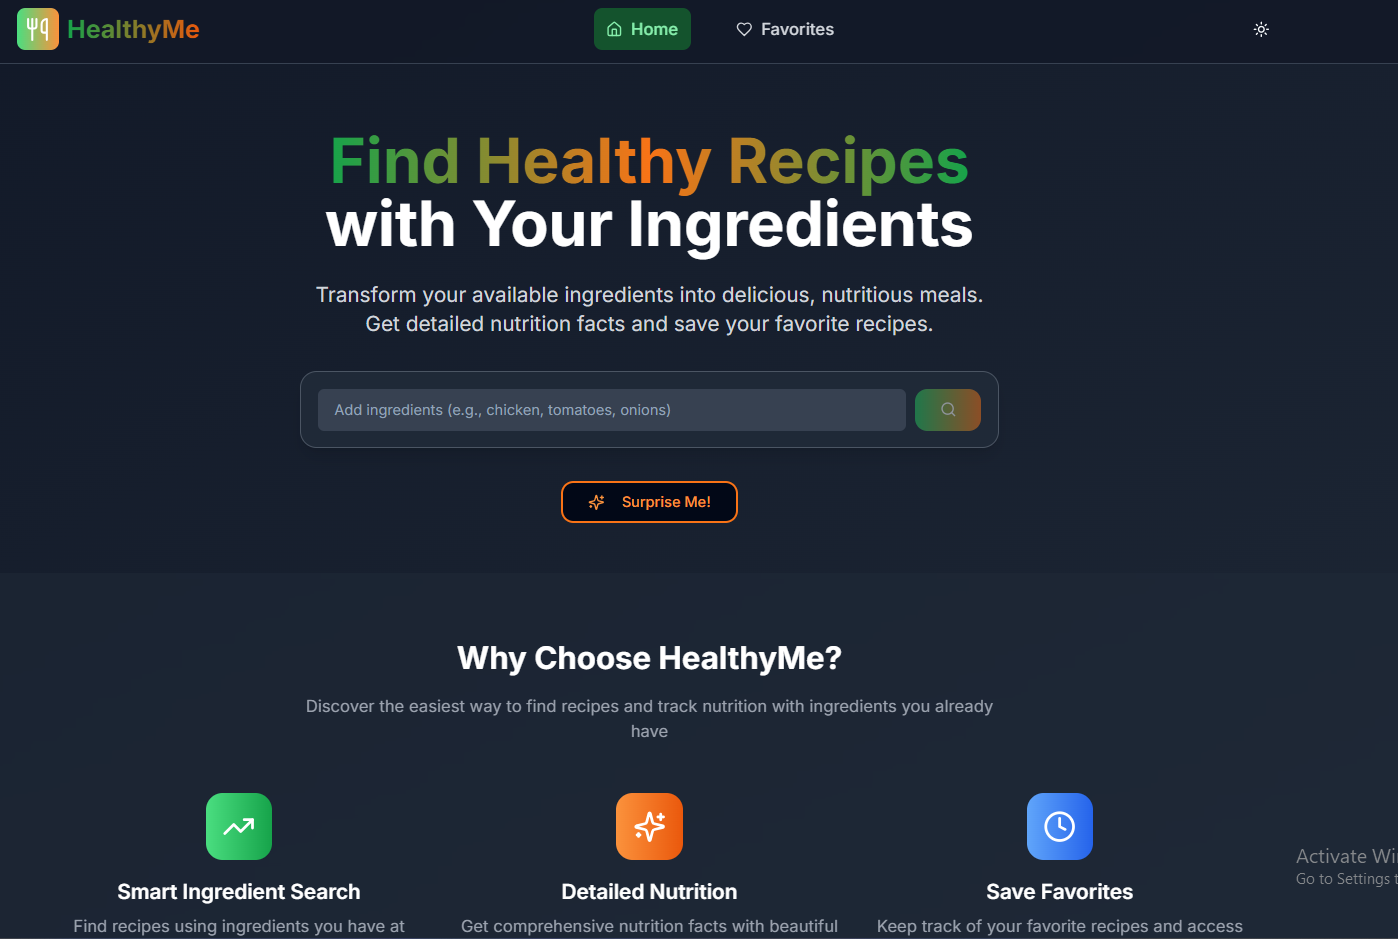 HealthyMe
Home
Favorites
Find Healthy Recipes
with Your Ingredients
Transform your available ingredients into delicious, nutritious meals.
Get detailed nutrition facts and save your favorite recipes.
Add ingredients (e.g., chicken, tomatoes, onions)
Surprise Me!
Why Choose HealthyMe?
Discover the easiest way to find recipes and track nutrition with ingredients you already
have
Smart Ingredient Search
Find recipes using ingredients you have at
Detailed Nutrition
Get comprehensive nutrition facts with beautiful
Save Favorites
Keep track of your favorite recipes and access
Activate Wi
Go to Settings t